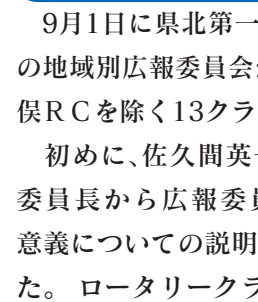 9月1日に県北第一
の地域別広報委員会
俣RCを除く13クラ
初めに、佐久間英
委員長から広報委
意義についての説明
た。 ロータリークラ